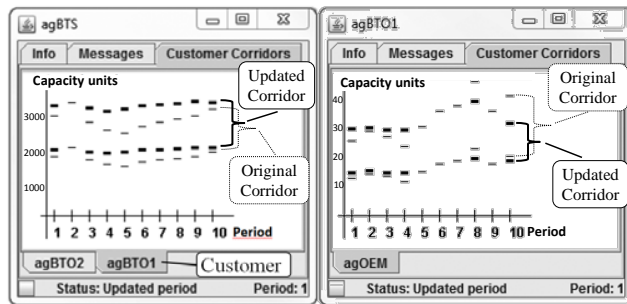 agBTS
Info Messages Customer Corridors
Capacity units
Updated
Corridor
3000
2000
1000
Original
Corridor
1 2 3 4 5 6 7 8 9 10 Period
agBTO2 agBTO1 Customer
Status: Updated period Period: 1
agBTO1
Info Messages Customer Corridors
Capacity units
Original
Corridor
40
30
20
10
Updated
Corridor
1 2 3 4 5 6 7 8 9 10 Period
agOEM
Status: Updated period Period: 1